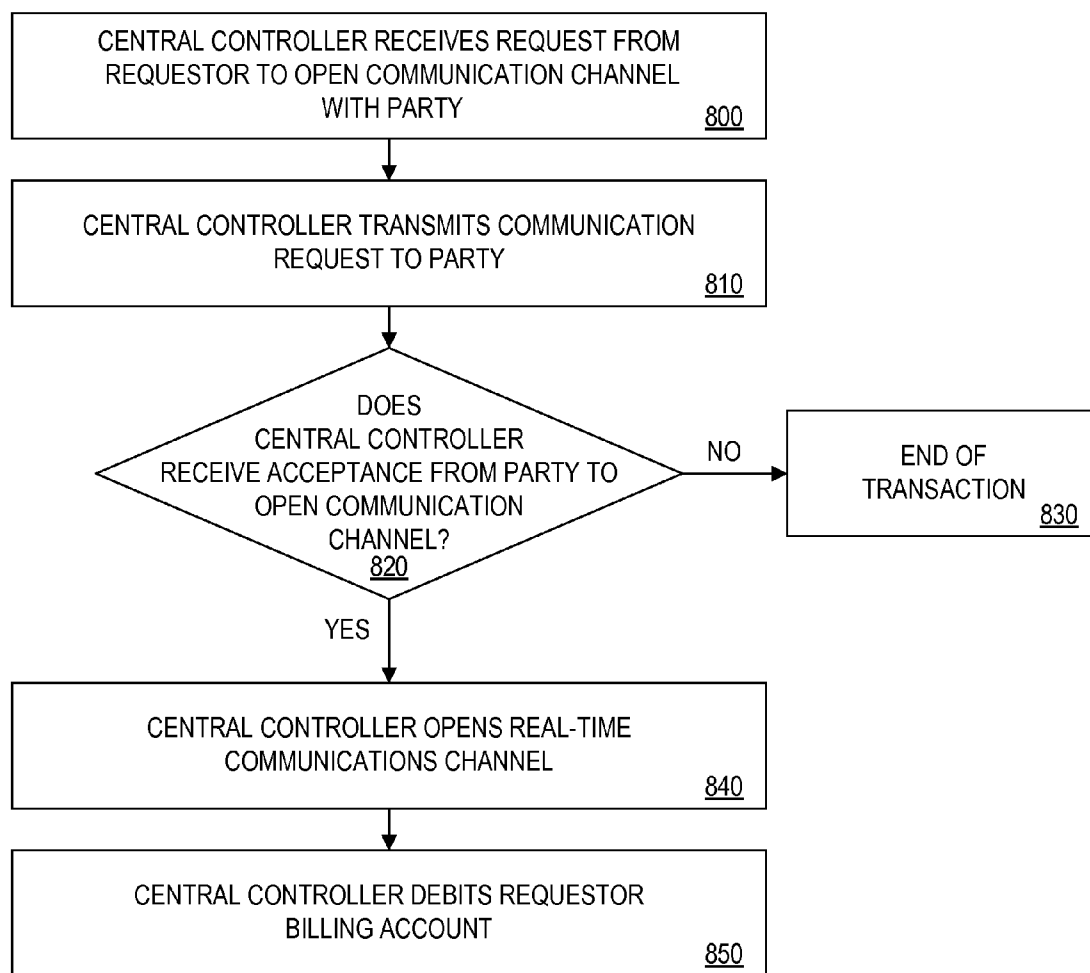 CENTRAL CONTROLLER RECEIVES REQUEST FROM
REQUESTOR TO OPEN COMMUNICATION CHANNEL
WITH PARTY
800
CENTRAL CONTROLLER TRANSMITS COMMUNICATION
REQUEST TO PARTY
810
DOES
CENTRAL CONTROLLER
RECEIVE ACCEPTANCE FROM PARTY TO
OPEN COMMUNICATION
CHANNEL?
820
NO
END OF
TRANSACTION
830
YES
CENTRAL CONTROLLER OPENS REAL-TIME
COMMUNICATIONS CHANNEL
840
CENTRAL CONTROLLER DEBITS REQUESTOR
BILLING ACCOUNT
850